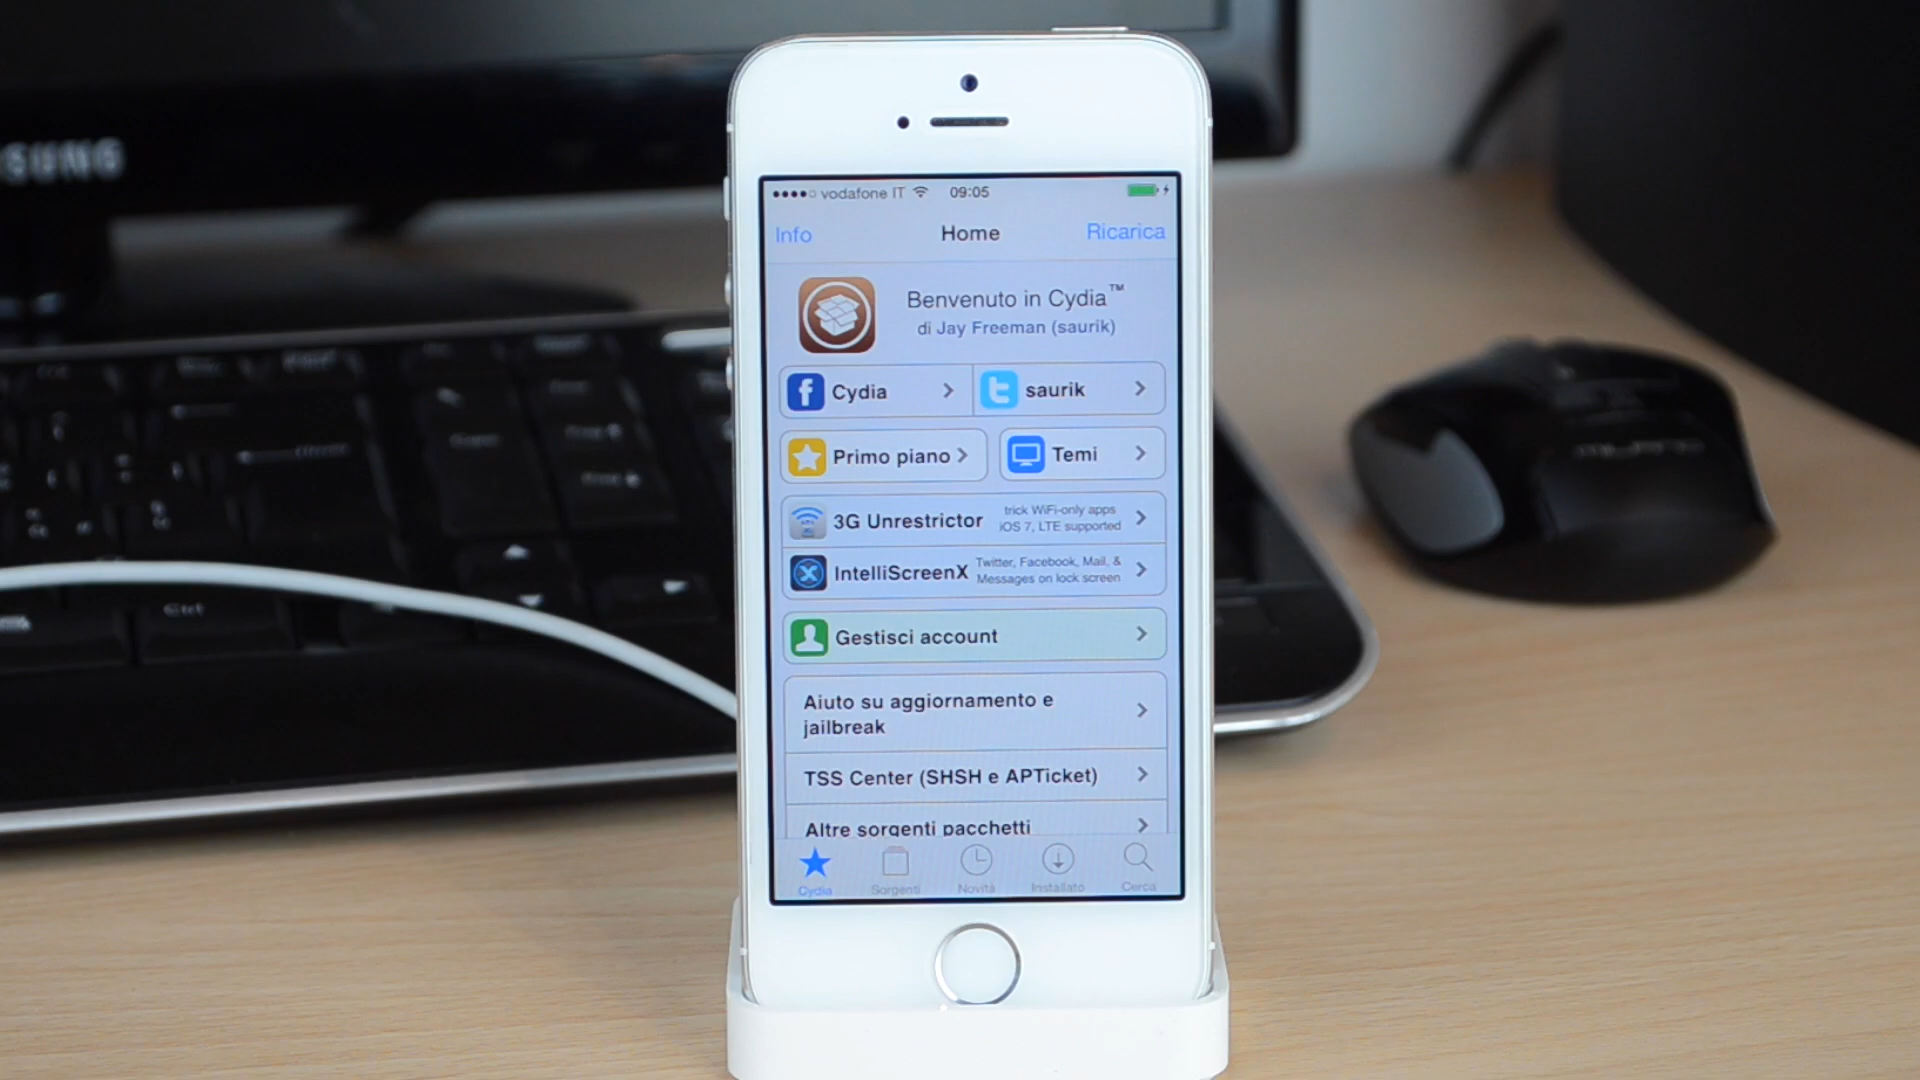 SUNG
vodafone IT 09:05
Info Home Ricarica
Benvenuto in Cydia™
di Jay Freeman (saurik)
Cydia saurik
Primo piano Temi
3G Unrestrictor trick WiFi-only apps
iOS 7, LTE supported
IntelliScreenX Twitter, Facebook, Mail, &
Messages on lock screen
Gestisci account
Aiuto su aggiornamento e
jailbreak
TSS Center (SHSH e APTicket)
Altre sorgenti pacchetti
Cydia Sorgenti Novità Installato Cerca
Ctrl